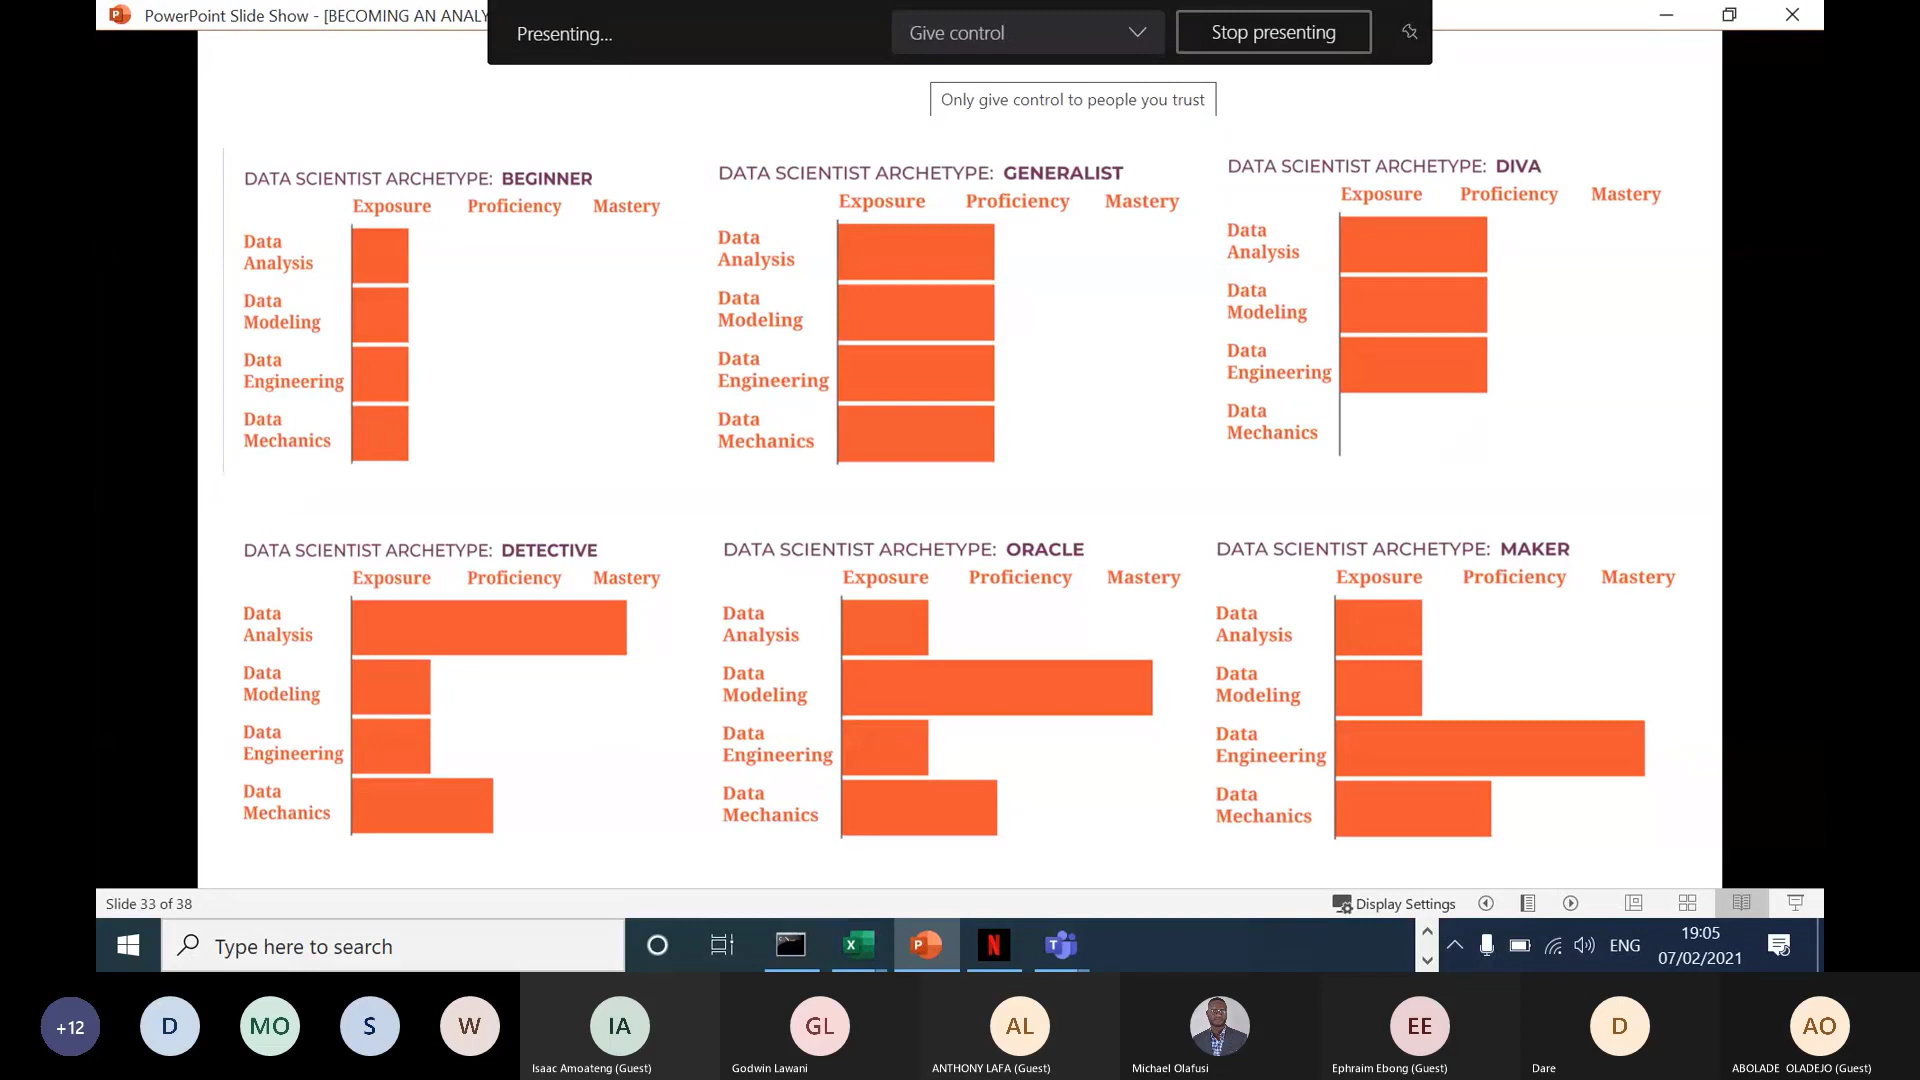 PowerPoint Slide Show - [BECOMING AN ANALY
Presenting...
Give control
Stop presenting
Only give control to people you trust
DATA SCIENTIST ARCHETYPE: BEGINNER
Exposure Proficiency Mastery
Data
Analysis
Data
Modeling
Data
Engineering
Data
Mechanics
DATA SCIENTIST ARCHETYPE: GENERALIST
Exposure Proficiency Mastery
Data
Analysis
Data
Modeling
Data
Engineering
Data
Mechanics
DATA SCIENTIST ARCHETYPE: DIVA
Exposure Proficiency Mastery
Data
Analysis
Data
Modeling
Data
Engineering
Data
Mechanics
DATA SCIENTIST ARCHETYPE: DETECTIVE
Exposure Proficiency Mastery
Data
Analysis
Data
Modeling
Data
Engineering
Data
Mechanics
DATA SCIENTIST ARCHETYPE: ORACLE
Exposure Proficiency Mastery
Data
Analysis
Data
Modeling
Data
Engineering
Data
Mechanics
DATA SCIENTIST ARCHETYPE: MAKER
Exposure Proficiency Mastery
Data
Analysis
Data
Modeling
Data
Engineering
Data
Mechanics
Slide 33 of 38
Display Settings
Type here to search
ENG
19:05
07/02/2021
+12
D
MO
S
W
IA
GL
AL
EE
D
AO
Isaac Amoateng (Guest)
Godwin Lawani
ANTHONY LAFA (Guest)
Michael Olafusi
Ephraim Ebong (Guest)
Dare
ABOLADE OLADEJO (Guest)